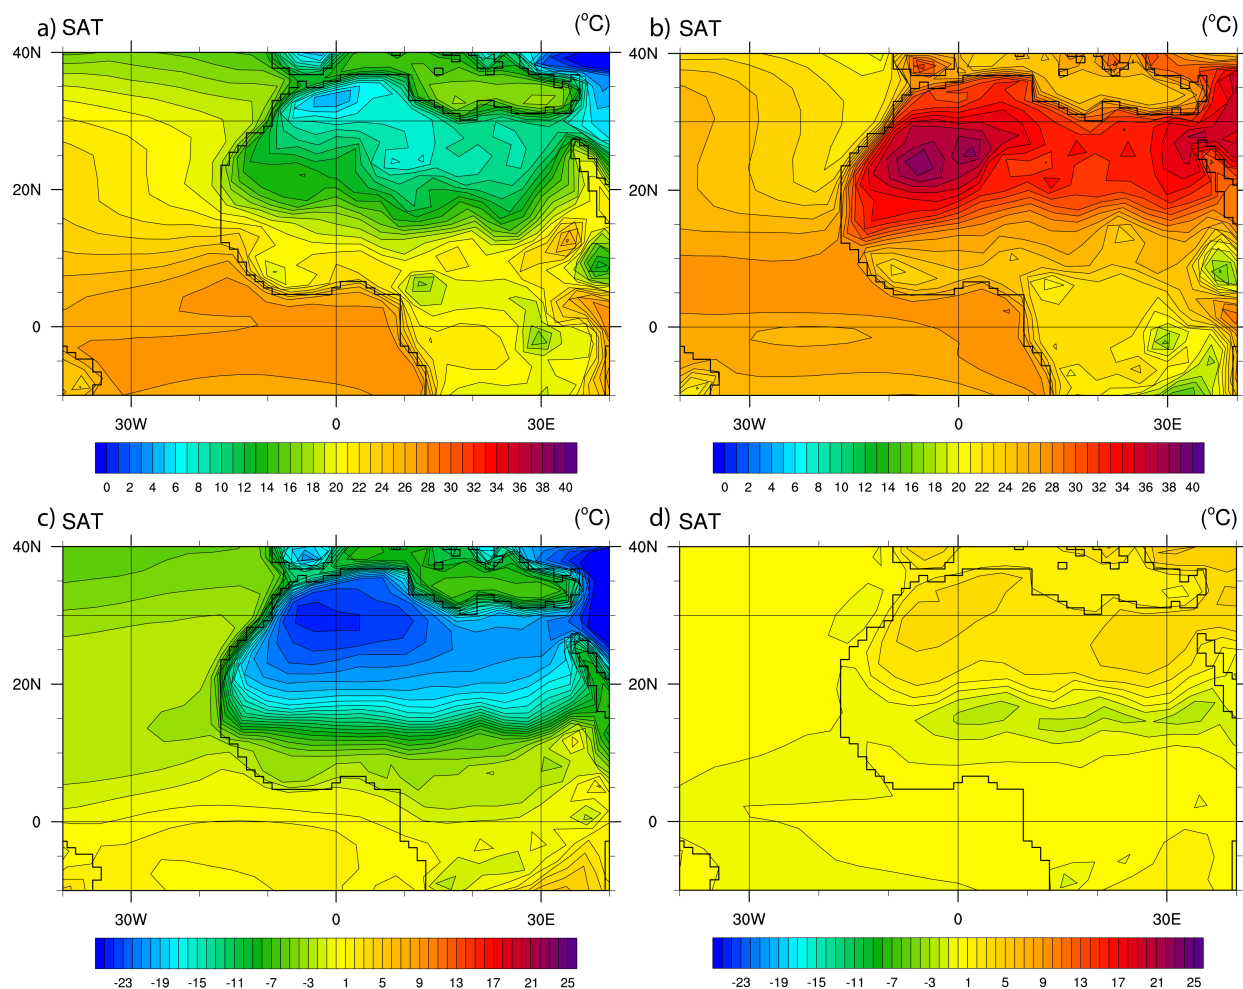 a) SAT (°C)
40N
20N
0
30W 0 30E
0 2 4 6 8 10 12 14 16 18 20 22 24 26 28 30 32 34 36 38 40
b) SAT (°C)
40N
20N
0
30W 0 30E
0 2 4 6 8 10 12 14 16 18 20 22 24 26 28 30 32 34 36 38 40
c) SAT (°C)
40N
20N
0
30W 0 30E
-23 -19 -15 -11 -7 -3 1 5 9 13 17 21 25
d) SAT (°C)
40N
20N
0
30W 0 30E
-23 -19 -15 -11 -7 -3 1 5 9 13 17 21 25